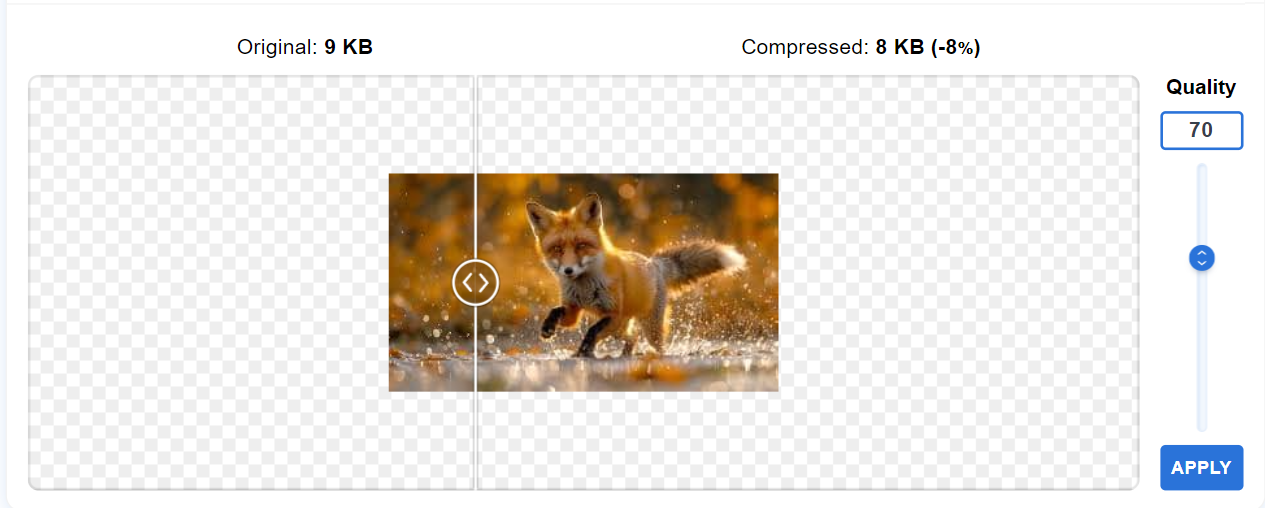 Original: 9 KB
Compressed: 8 KB (-8%)
Quality
70
APPLY